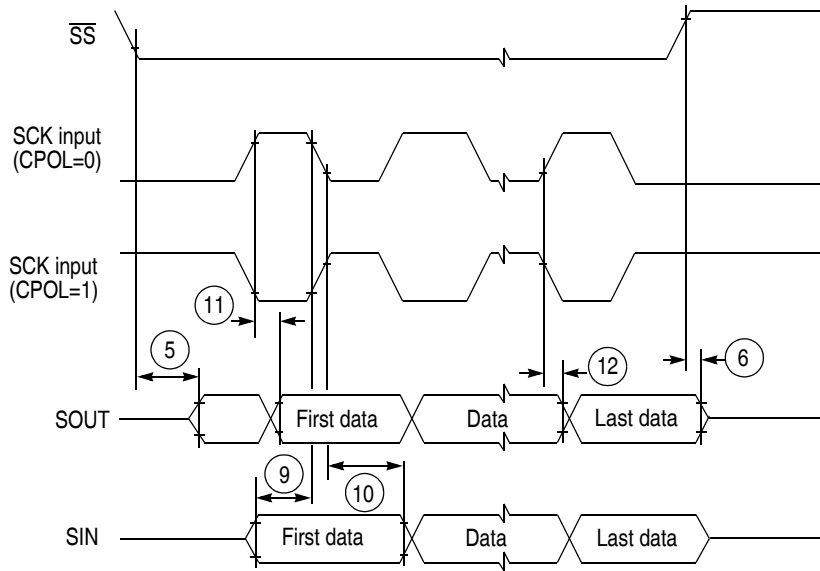 SS
SCK input
(CPOL=0)
SCK input
(CPOL=1)
11
5
12
6
SOUT
First data
Data
Last data
9
10
SIN
First data
Data
Last data